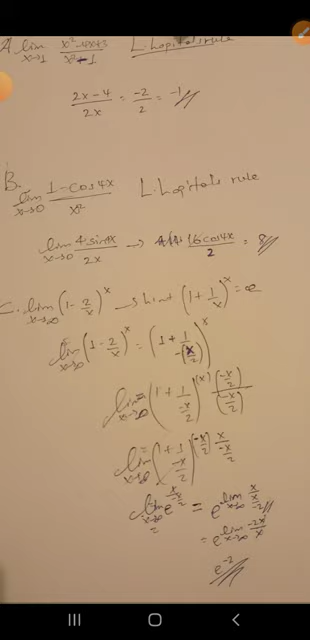 A lim x→1 x²-4x+3 / x²-1 L.hopital's rule
2x-4 / 2x = -2 / 2 = -1
B. lim x→0 1-cos4x / x² L.hopital's rule
lim x→0 4sin4x / 2x → 16cos4x / 2 = 8
C. lim x→∞ (1-2/x)^x → hint (1+1/x)^x = e
lim x→∞ (1-2/x)^x = (1+1/-(x/2))^x
lim x→∞ (1+1/(-x/2))^(x)(-x/2)/(-x/2)
lim x→∞ (1+1/(-x/2))^(-x/2) x/(-x/2)
lim x→∞ e^x/(-x/2) = e^lim x→∞ x/(x/-2)
= e^lim x→∞ -2x/x
e^-2